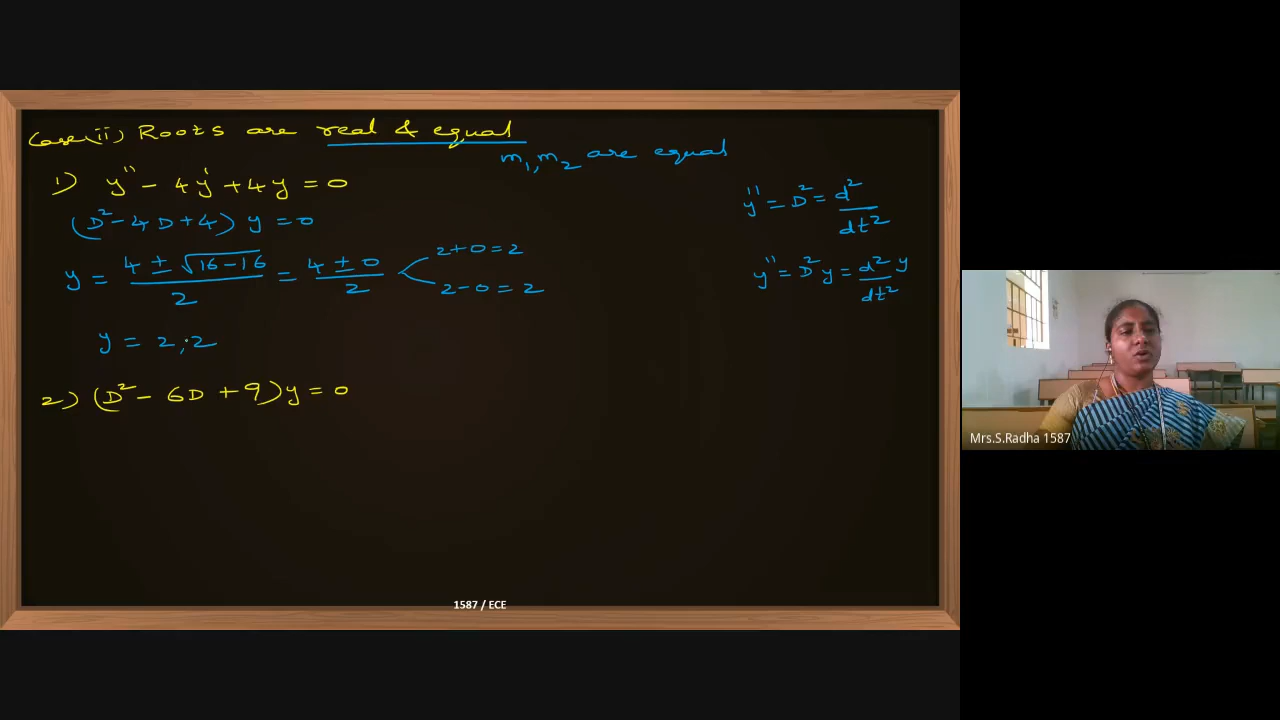 Case(ii) Roots are real & equal
m₁, m₂ are equal
1) y'' - 4y' + 4y = 0
(D² - 4D + 4) y = 0
y = (4 ± √(16-16))/2 = (4 ± 0)/2
2+0 = 2
2-0 = 2
y = 2, 2
2) (D² - 6D + 9) y = 0
y'' = D² = d²/dt²
y'' = D² y = d²/dt² y
1587 / ECE
Mrs.S.Radha 1587